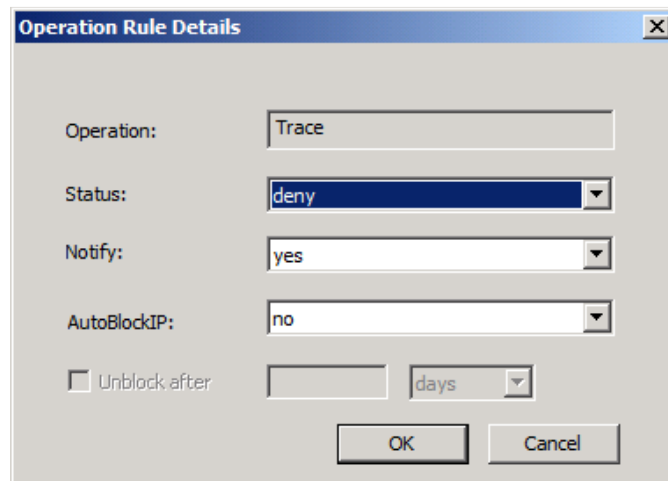 Operation Rule Details
Operation: Trace
Status: deny
Notify: yes
AutoBlockIP: no
Unblock after days
OK Cancel